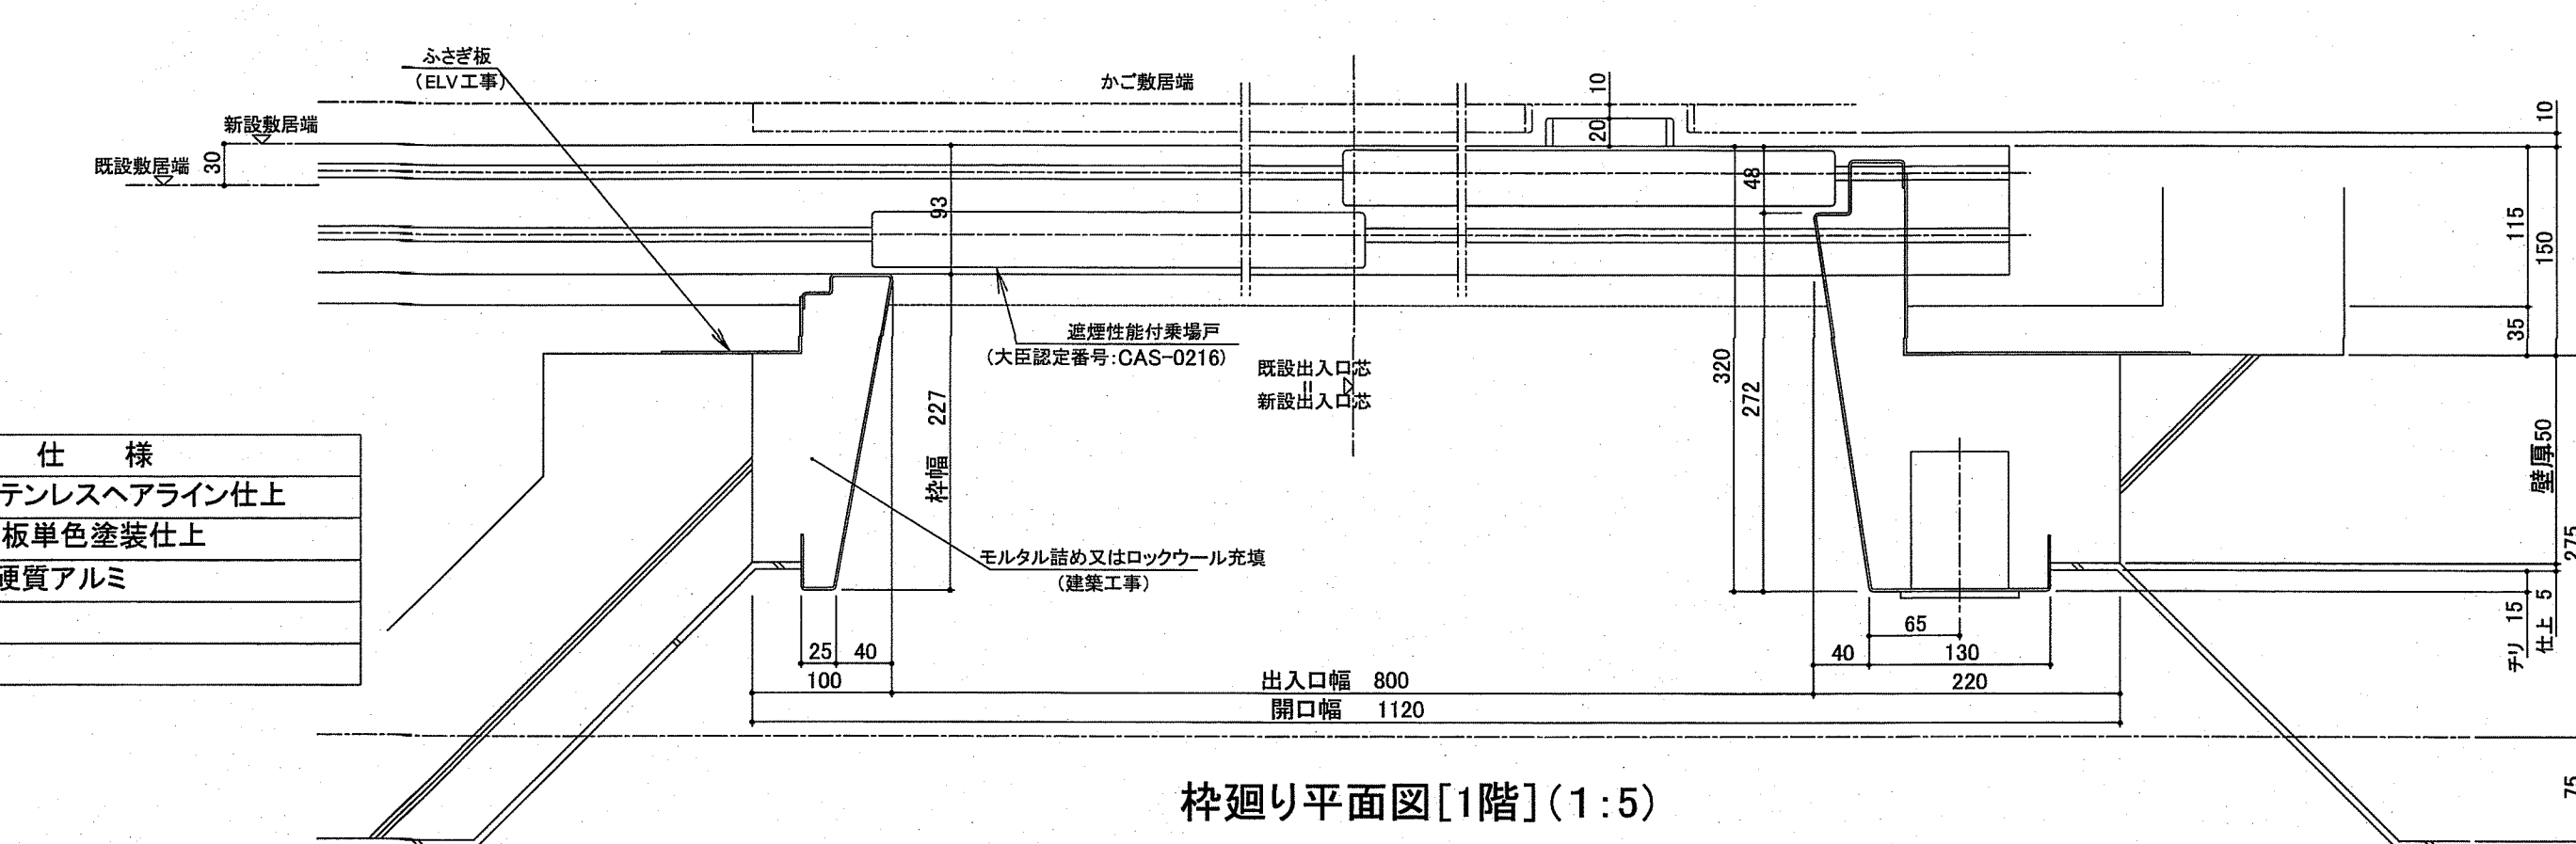 ふさぎ板
(ELV工事)
かご敷居端
10
20
10
新設敷居端
既設敷居端
30
93
48
115
150
35
遮煙性能付乗場戸
(大臣認定番号:CAS-0216)
既設出入口芯
=
新設出入口芯
320
272
枠幅 227
壁厚50
275
仕 様
テンレスヘアライン仕上
板単色塗装仕上
硬質アルミ
モルタル詰め又はロックウール充填
(建築工事)
チリ 15
仕上 5
25
40
100
65
40
130
220
出入口幅 800
開口幅 1120
75
枠廻り平面図[1階](1:5)